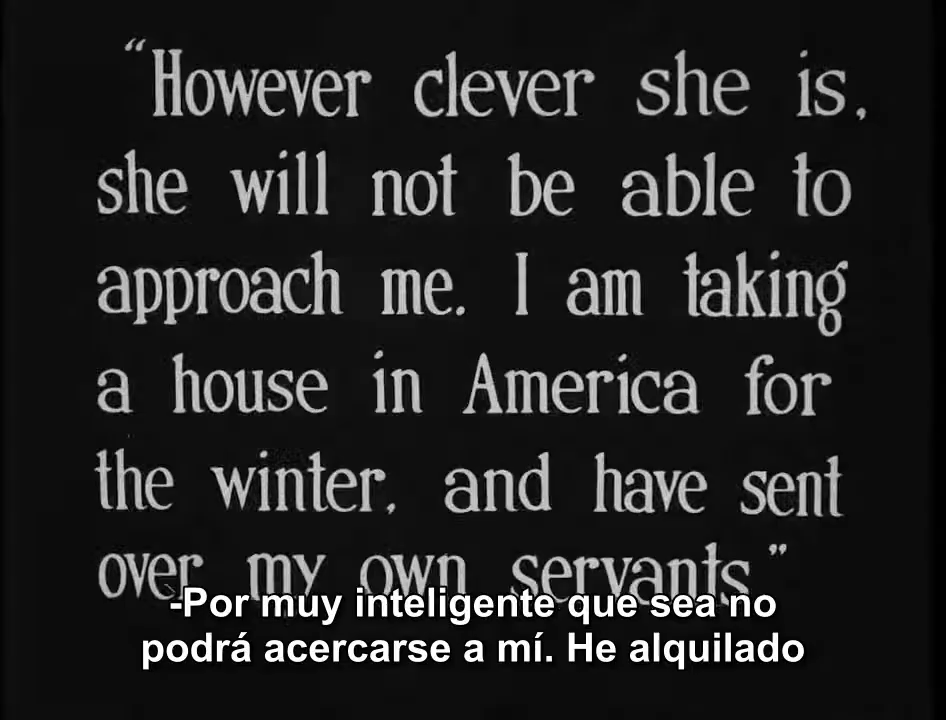 “However clever she is,
she will not be able to
approach me. I am taking
a house in America for
the winter, and have sent
over my own servants.”
-Por muy inteligente que sea no
podrá acercarse a mí. He alquilado